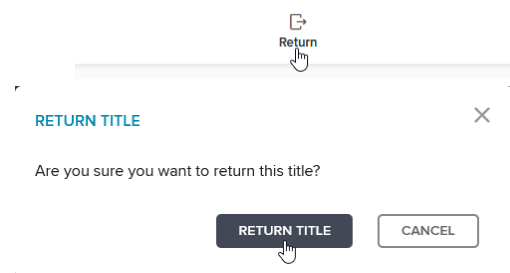 Return
RETURN TITLE
Are you sure you want to return this title?
RETURN TITLE CANCEL